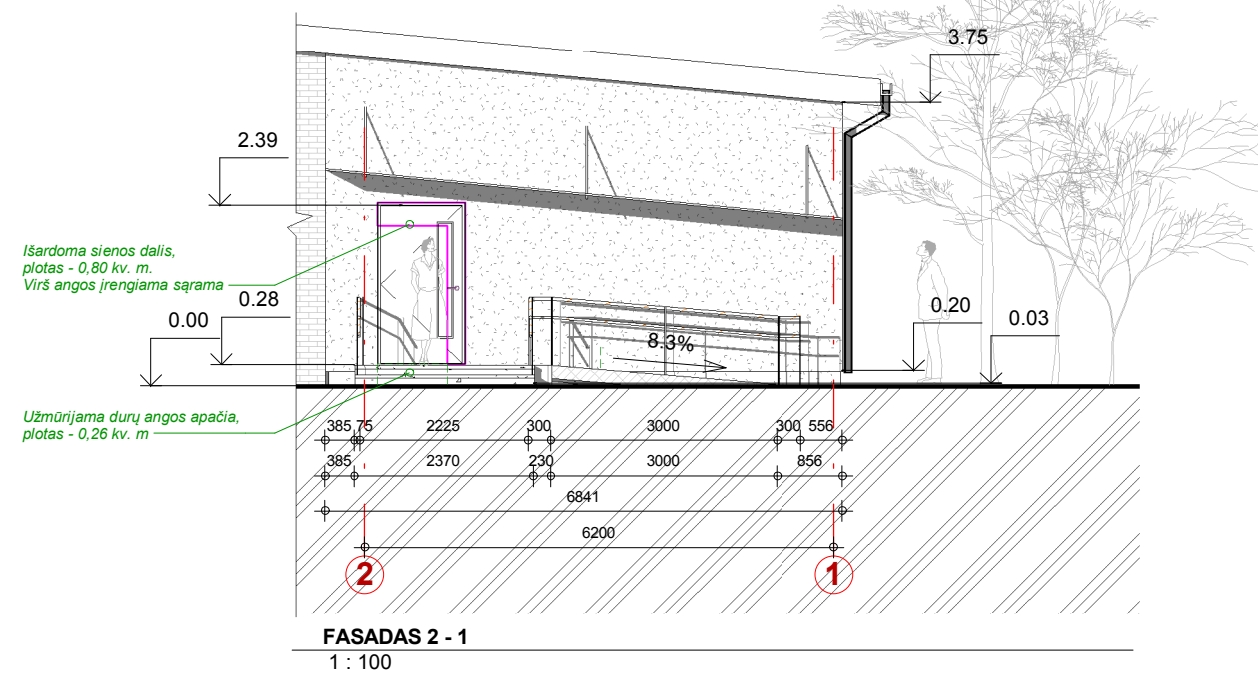 3.75
2.39
Išardoma sienos dalis,
plotas - 0,80 kv. m.
Virš angos įrengiama sąrama
0.28
0.00
0.20
0.03
8.3%
Užmūrijama durų angos apačia,
plotas - 0,26 kv. m
385 75 2225 300 3000 300 556
385 2370 230 3000 856
6841
6200
2 1
FASADAS 2 - 1
1 : 100